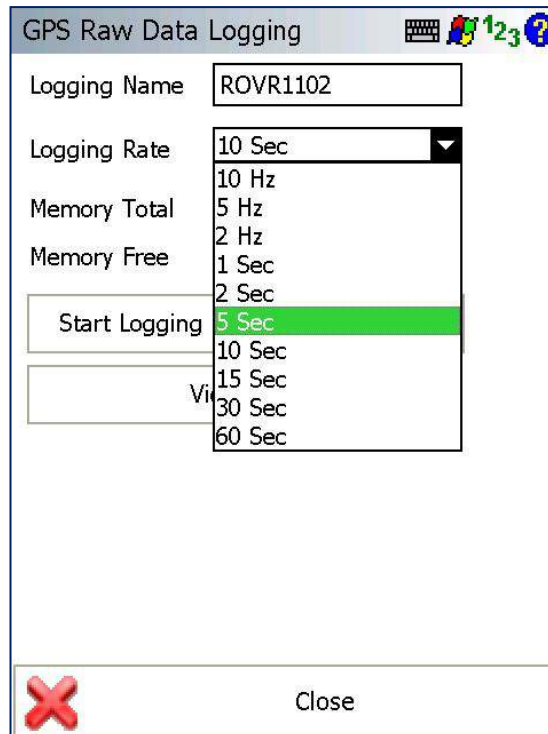 GPS Raw Data Logging 123 ?
Logging Name ROVR1102
Logging Rate 10 Sec
10 Hz
Memory Total 5 Hz
2 Hz
Memory Free 1 Sec
2 Sec
Start Logging 5 Sec
10 Sec
15 Sec
30 Sec
60 Sec
Close